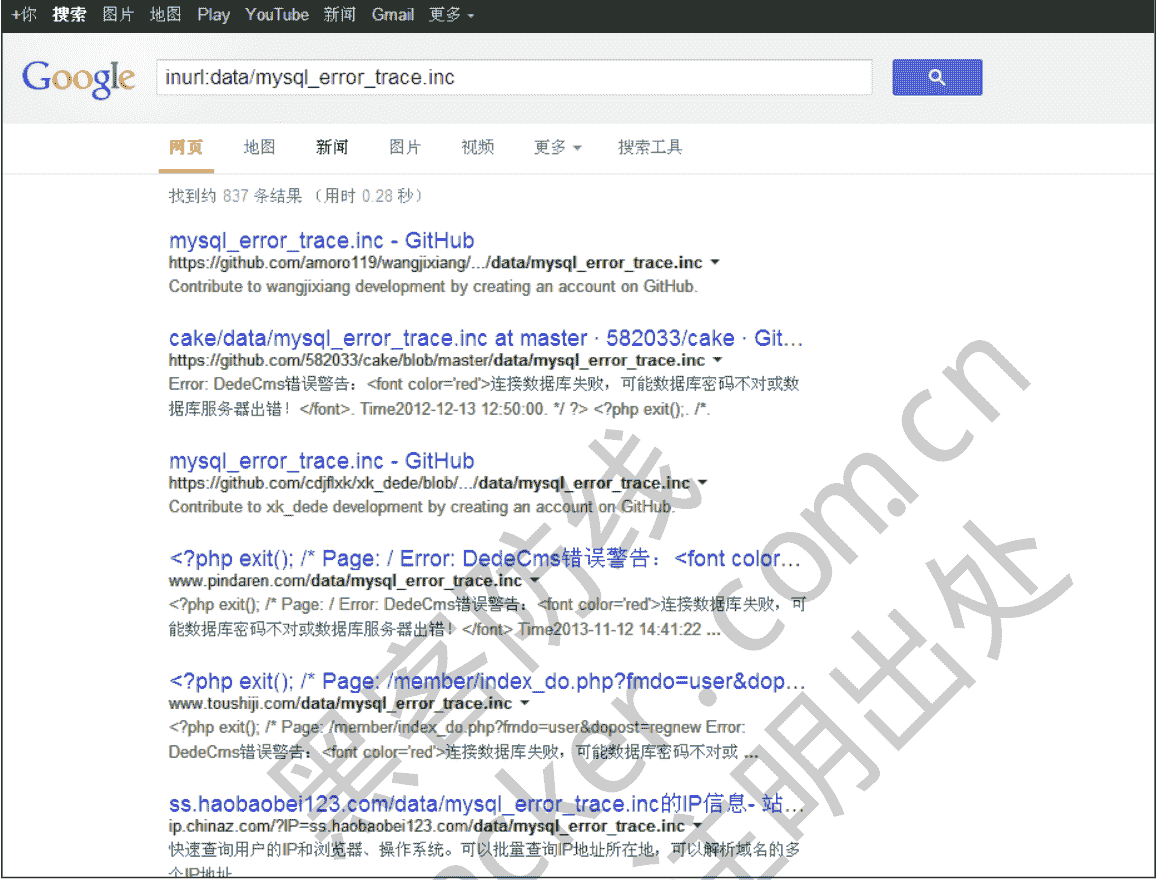 +你 搜索 图片 地图 Play YouTube 新闻 Gmail 更多
Google inurl:data/mysql_error_trace.inc
网页 地图 新闻 图片 视频 更多 搜索工具
找到约 837 条结果 （用时 0.28 秒）
mysql_error_trace.inc - GitHub
https://github.com/amoro119/wangjixiang/.../data/mysql_error_trace.inc
Contribute to wangjixiang development by creating an account on GitHub.
cake/data/mysql_error_trace.inc at master · 582033/cake · Git...
https://github.com/582033/cake/blob/master/data/mysql_error_trace.inc
Error: DedeCms错误警告：<font color='red'>连接数据库失败，可能数据库密码不对或数
据库服务器出错！</font>. Time2012-12-13 12:50:00. */ ?> <?php exit();. /*.
mysql_error_trace.inc - GitHub
https://github.com/cdjflxk/xk_dede/blob/.../data/mysql_error_trace.inc
Contribute to xk_dede development by creating an account on GitHub.
<?php exit(); /* Page: / Error: DedeCms错误警告：<font color...
www.pindaren.com/data/mysql_error_trace.inc
<?php exit(); /* Page: / Error: DedeCms错误警告：<font color='red'>连接数据库失败，可
能数据库密码不对或数据库服务器出错！</font> Time2013-11-12 14:41:22 ...
<?php exit(); /* Page: /member/index_do.php?fmdo=user&dop...
www.toushiji.com/data/mysql_error_trace.inc
<?php exit(); /* Page: /member/index_do.php?fmdo=user&dopost=regnew Error:
DedeCms错误警告：<font color='red'>连接数据库失败，可能数据库密码不对或 ...
ss.haobaobei123.com/data/mysql_error_trace.inc的IP信息- 站...
ip.chinaz.com/?IP=ss.haobaobei123.com/data/mysql_error_trace.inc
快速查询用户的IP和浏览器、操作系统。可以批量查询IP地址所在地，可以解析域名的多
个IP地址
黑客防线
cker.com.cn
注明出处